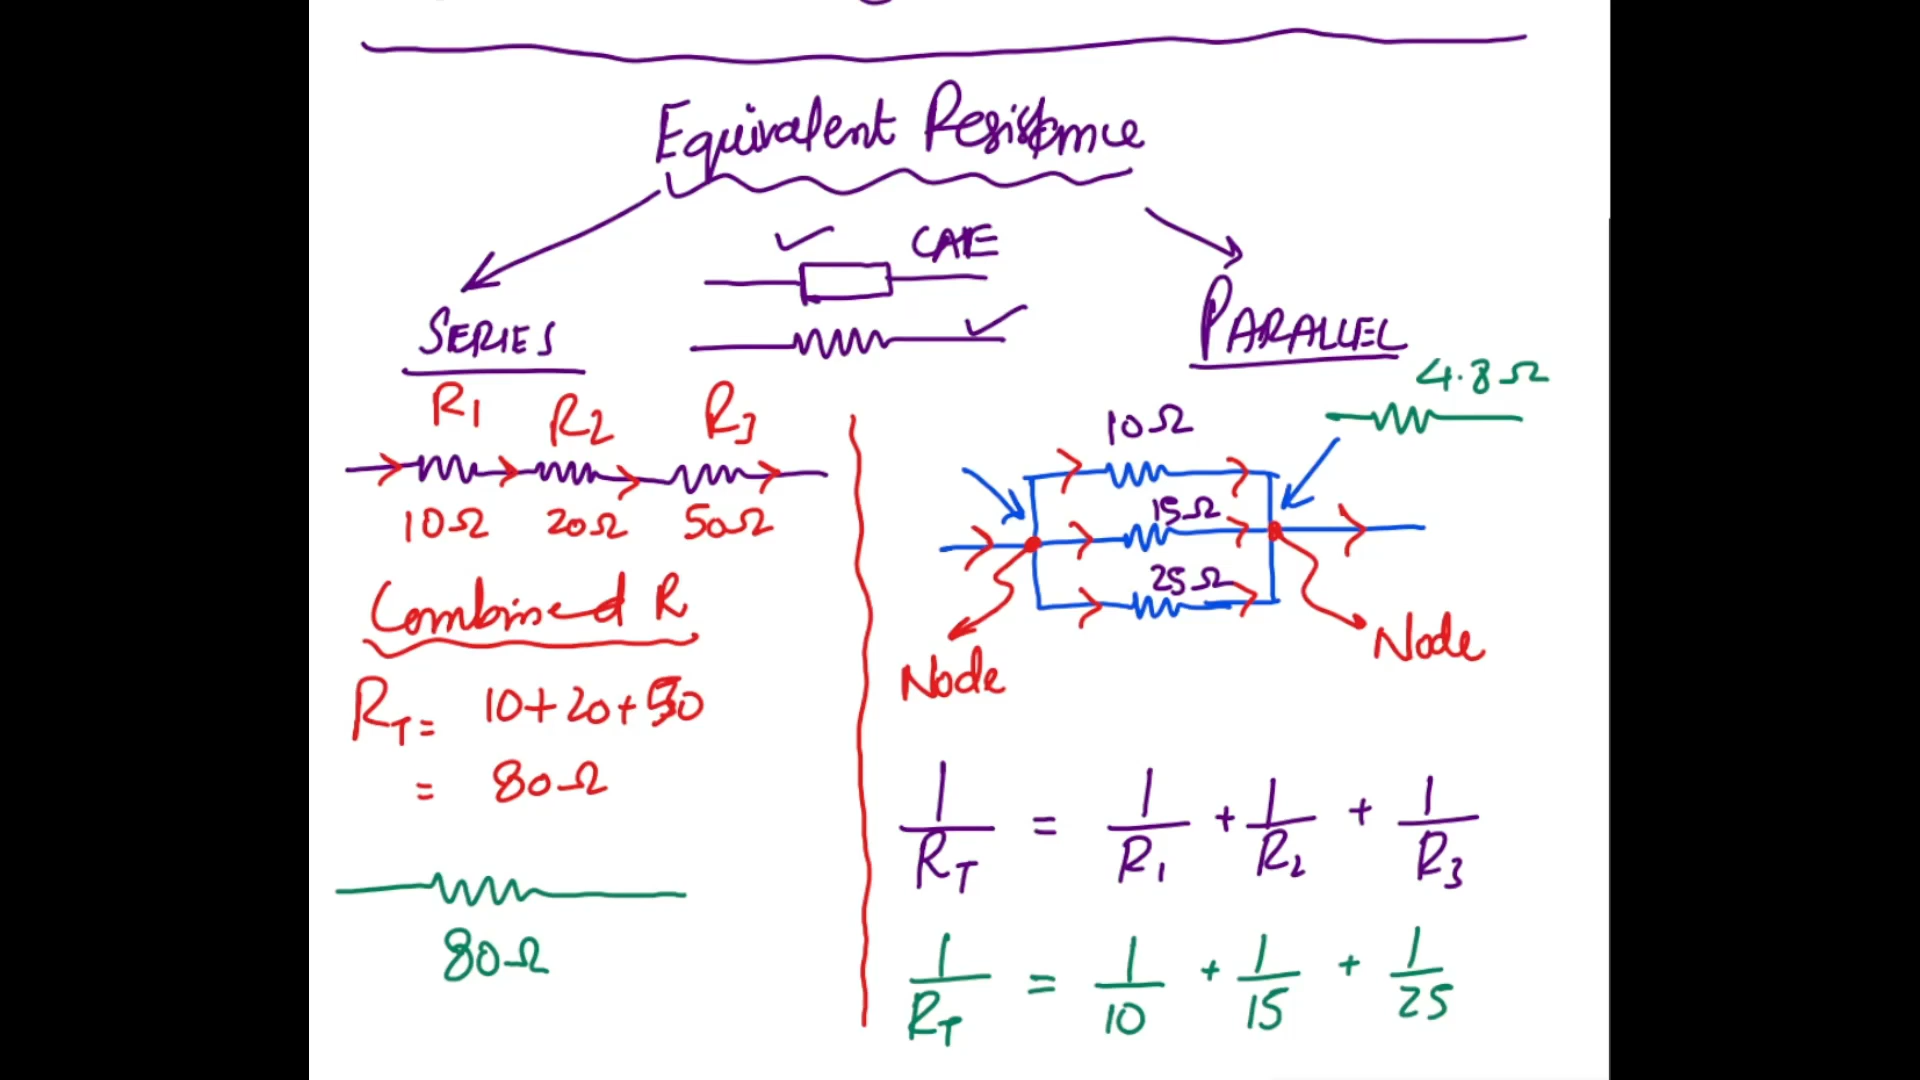 Equivalent Resistance
CAIE
SERIES
PARALLEL
R1 R2 R3
10Ω 20Ω 50Ω
Combined R
RT = 10+20+50
= 80Ω
80Ω
4.8Ω
10Ω
15Ω
25Ω
Node
Node
1/RT = 1/R1 + 1/R2 + 1/R3
1/RT = 1/10 + 1/15 + 1/25